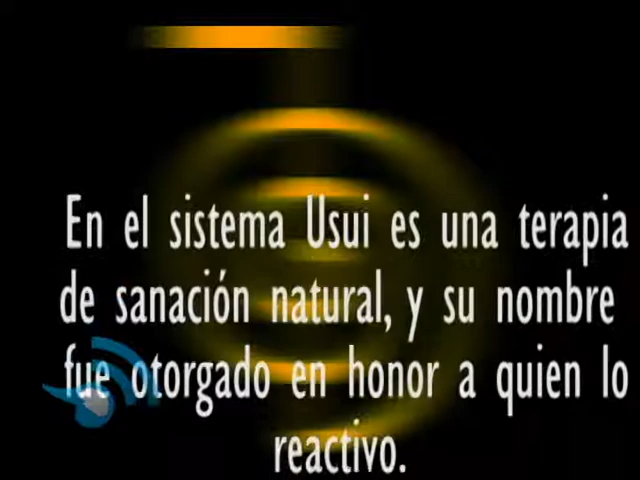 En el sistema Usui es una terapia
de sanación natural, y su nombre
fue otorgado en honor a quien lo
reactivo.